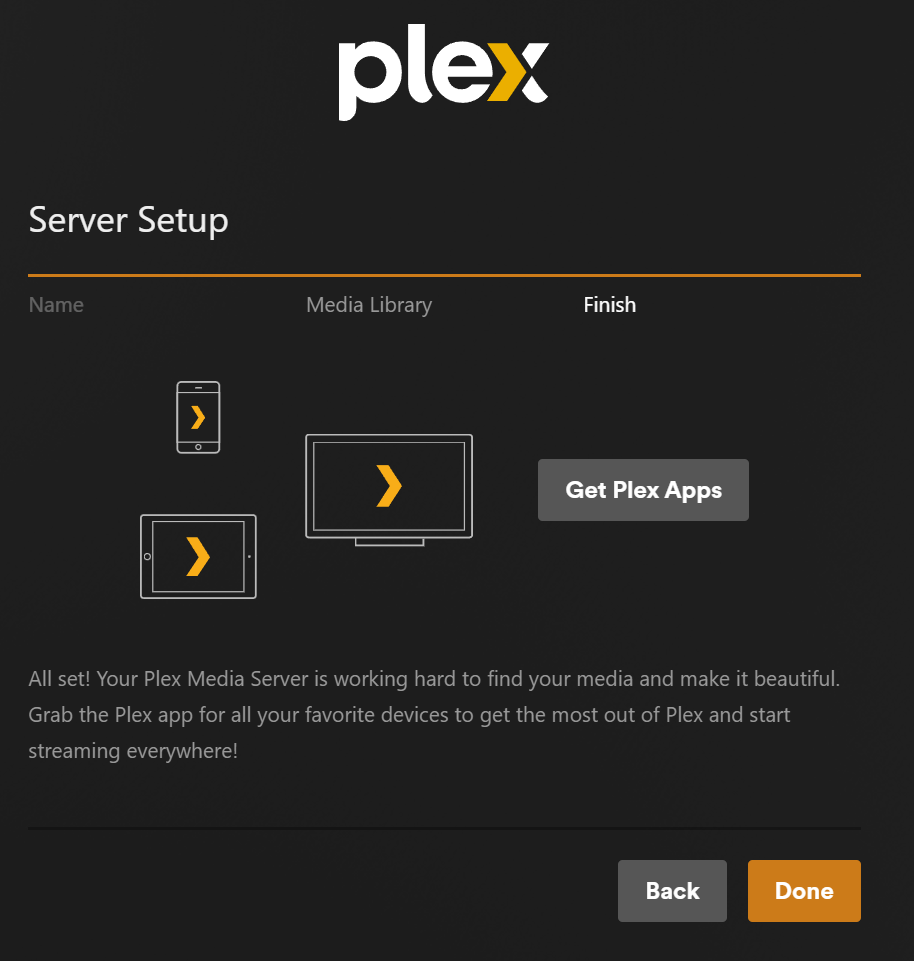 plex
Server Setup
Name
Media Library
Finish
Get Plex Apps
All set! Your Plex Media Server is working hard to find your media and make it beautiful.
Grab the Plex app for all your favorite devices to get the most out of Plex and start
streaming everywhere!
Back
Done